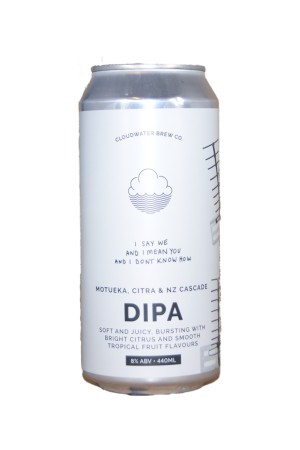 CLOUDWATER BREW CO.
I SAY WE
AND I MEAN YOU
AND I DONT KNOW HOW
MOTUEKA, CITRA & NZ CASCADE
DIPA
SOFT AND JUICY, BURSTING WITH
BRIGHT CITRUS AND SMOOTH
TROPICAL FRUIT FLAVOURS
8% ABV • 440ML